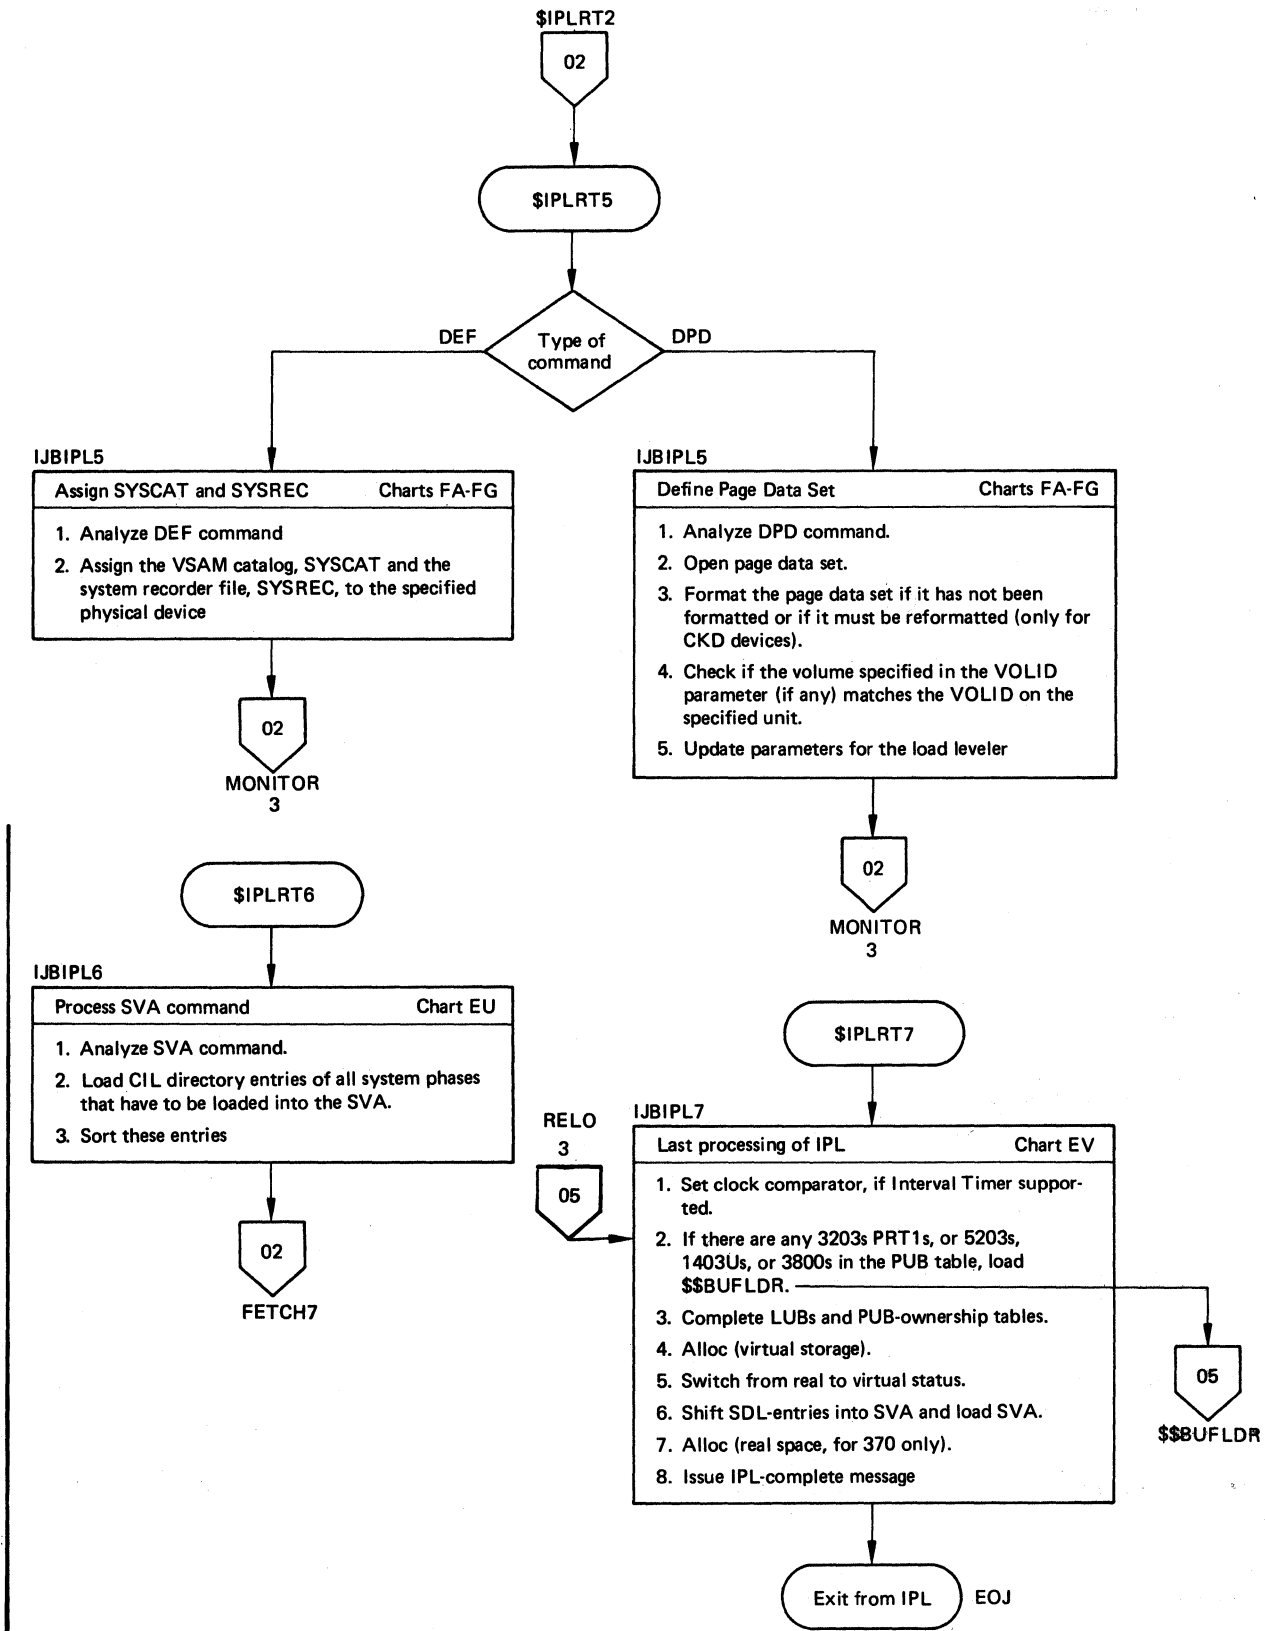 $IPLRT2
02
$IPLRT5
DEF
Type of
command
DPD
IJBIPL5
Assign SYSCAT and SYSREC Charts FA-FG
1. Analyze DEF command
2. Assign the VSAM catalog, SYSCAT and the
system recorder file, SYSREC, to the specified
physical device
02
MONITOR
3
IJBIPL5
Define Page Data Set Charts FA-FG
1. Analyze DPD command.
2. Open page data set.
3. Format the page data set if it has not been
formatted or if it must be reformatted (only for
CKD devices).
4. Check if the volume specified in the VOLID
parameter (if any) matches the VOLID on the
specified unit.
5. Update parameters for the load leveler
02
MONITOR
3
$IPLRT6
IJBIPL6
Process SVA command Chart EU
1. Analyze SVA command.
2. Load CIL directory entries of all system phases
that have to be loaded into the SVA.
3. Sort these entries
02
FETCH7
$IPLRT7
RELO
3
05
IJBIPL7
Last processing of IPL Chart EV
1. Set clock comparator, if Interval Timer suppor-
ted.
2. If there are any 3203s PRT1s, or 5203s,
1403Us, or 3800s in the PUB table, load
$$BUFLDR.
3. Complete LUBs and PUB-ownership tables.
4. Alloc (virtual storage).
5. Switch from real to virtual status.
6. Shift SDL-entries into SVA and load SVA.
7. Alloc (real space, for 370 only).
8. Issue IPL-complete message
05
$$BUFLDR
Exit from IPL EOJ